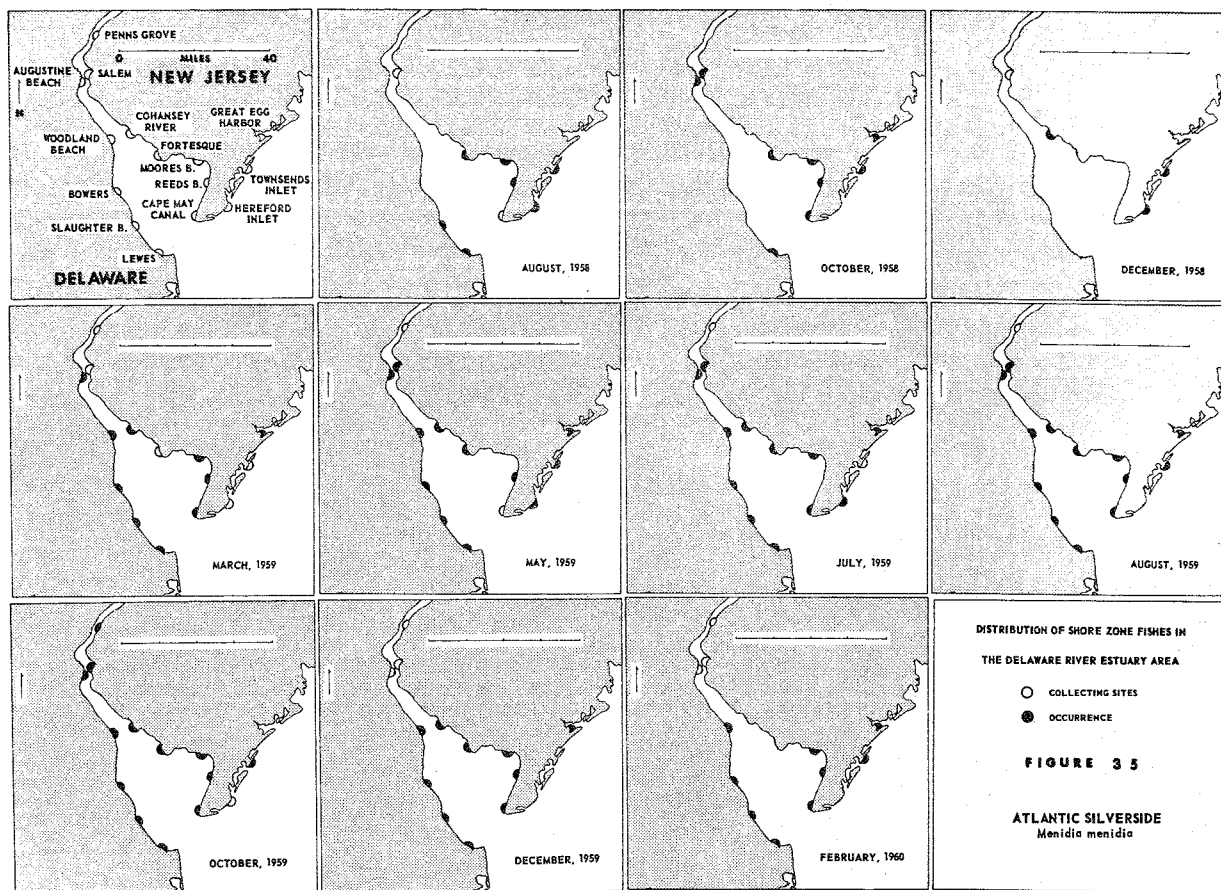 PENNS GROVE
0 MILES 40
AUGUSTINE
BEACH
SALEM
NEW JERSEY
COHANSEY
RIVER
GREAT EGG
HARBOR
WOODLAND
BEACH
FORTESQUE
MOORES B.
REEDS B.
TOWNSENDS
INLET
BOWERS
CAPE MAY
CANAL
HEREFORD
INLET
SLAUGHTER B.
LEWES
DELAWARE
AUGUST, 1958
OCTOBER, 1958
DECEMBER, 1958
MARCH, 1959
MAY, 1959
JULY, 1959
AUGUST, 1959
OCTOBER, 1959
DECEMBER, 1959
FEBRUARY, 1960
DISTRIBUTION OF SHORE ZONE FISHES IN
THE DELAWARE RIVER ESTUARY AREA
COLLECTING SITES
OCCURRENCE
FIGURE 35
ATLANTIC SILVERSIDE
Menidia menidia